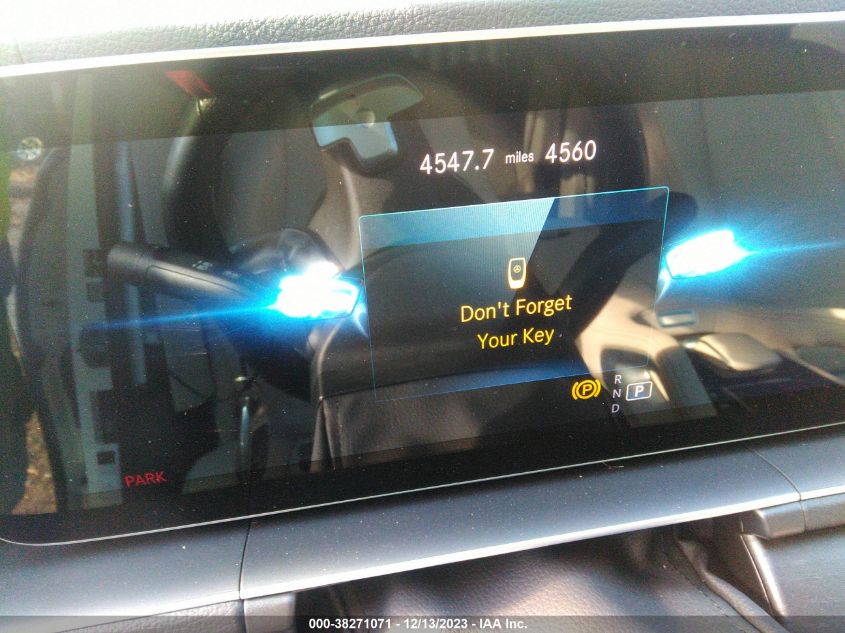 4547.7 miles 4560
Don't Forget
Your Key
R
N P
D
PARK
000-38271071 - 12/13/2023 - IAA Inc.